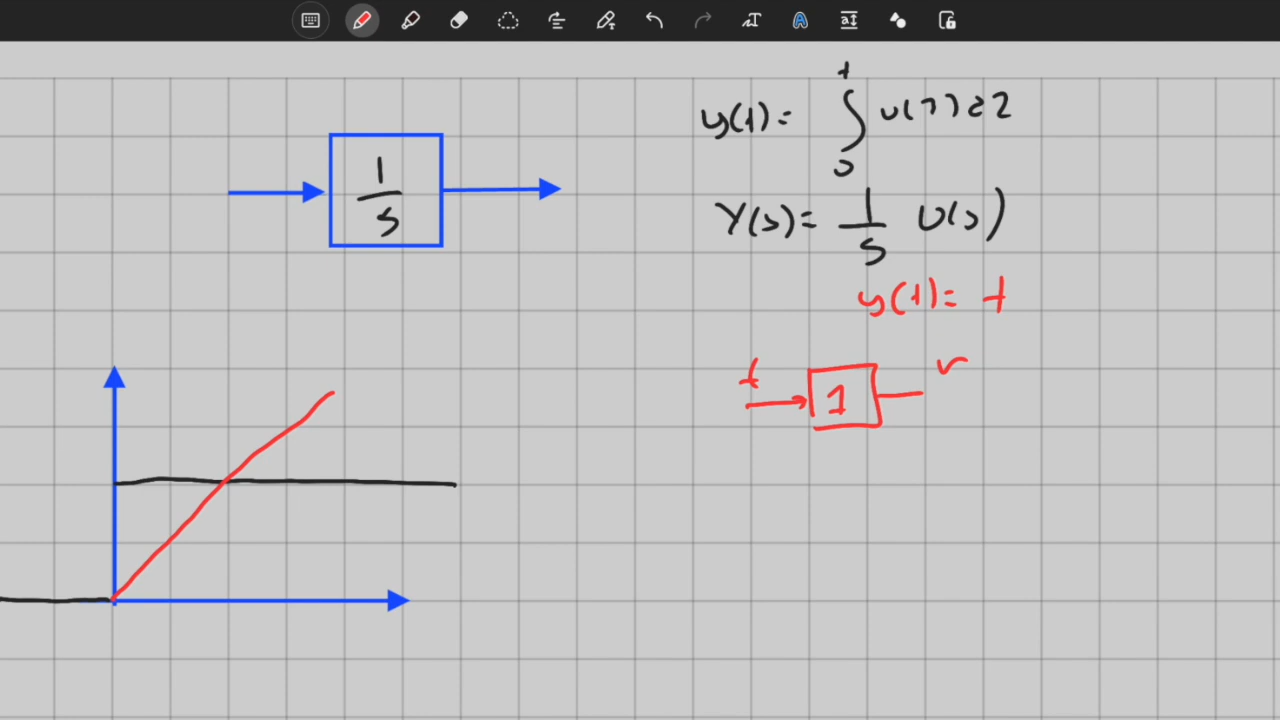 1
s
y(t)= ∫ u(τ) dτ
t
0
Y(s)= 1/s U(s)
y(t)= t
f
1
v